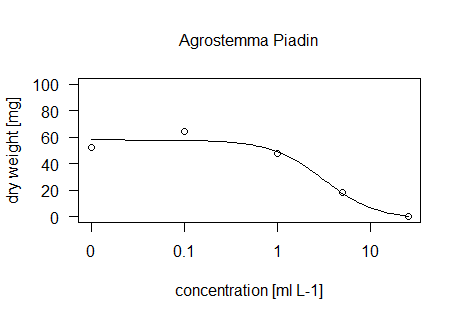 Agrostemma Piadin
dry weight [mg]
100
80
60
40
20
0
0 0.1 1 10
concentration [ml L-1]